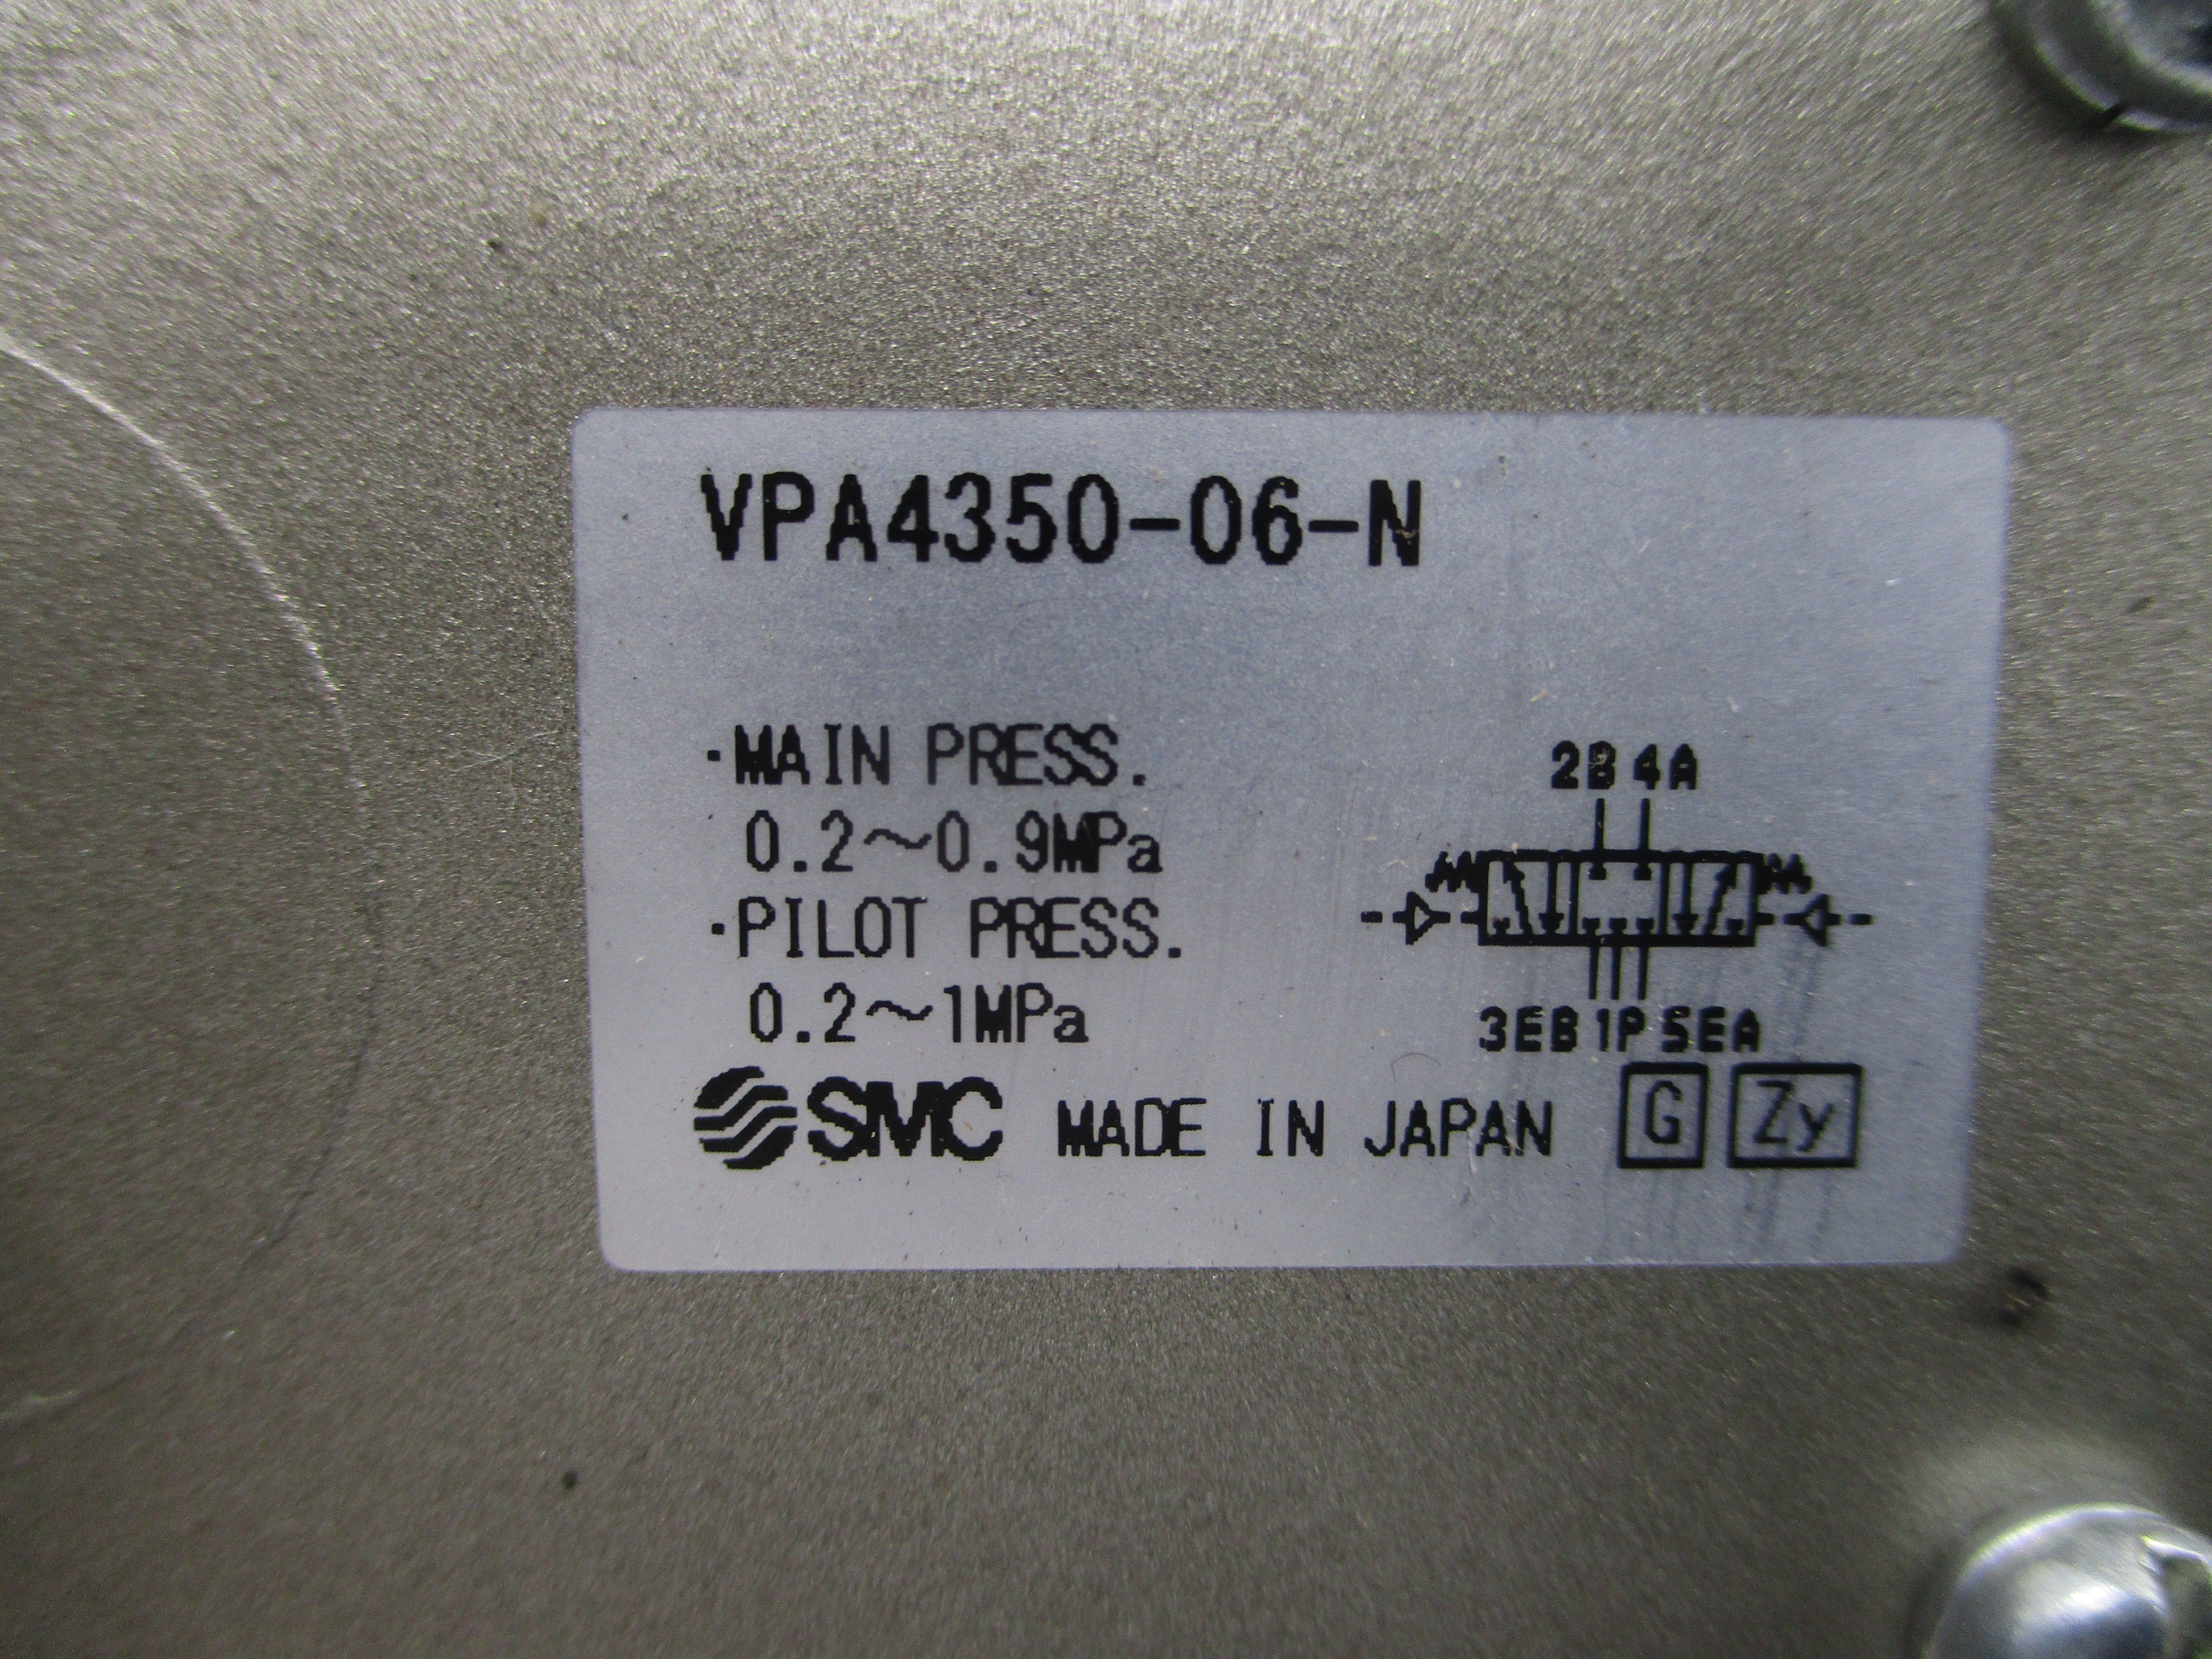 VPA4350-06-N
·MAIN PRESS.
0.2～0.9MPa
·PILOT PRESS.
0.2～1MPa
2B 4A
3EB 1P 5EA
SMC MADE IN JAPAN G Zy